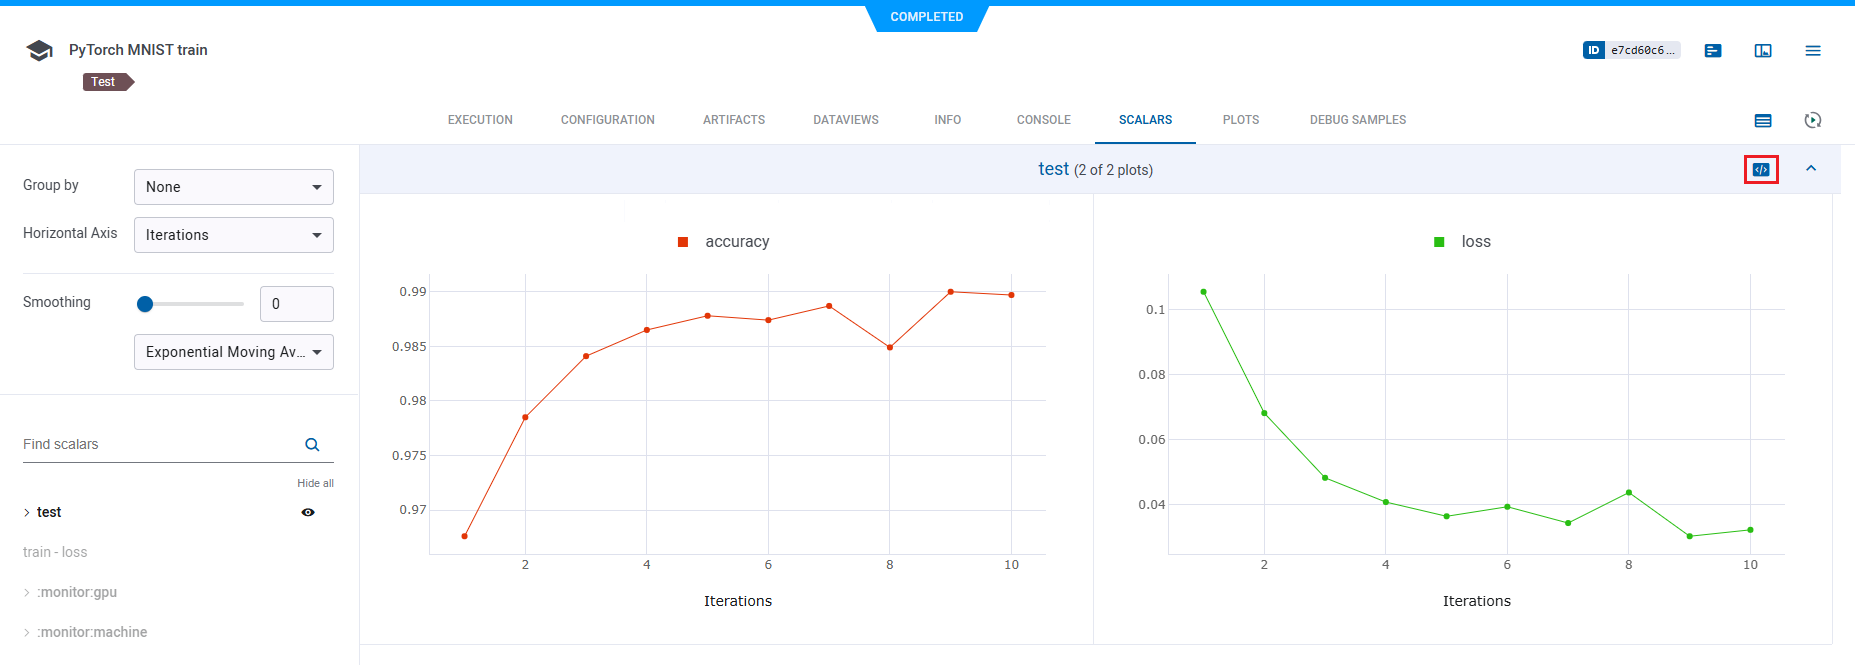 COMPLETED
PyTorch MNIST train
ID e7cd60c6...
Test
EXECUTION CONFIGURATION ARTIFACTS DATAVIEWS INFO CONSOLE SCALARS PLOTS DEBUG SAMPLES
test (2 of 2 plots)
Group by None
Horizontal Axis Iterations
Smoothing 0
Exponential Moving Av...
Find scalars
Hide all
test
train - loss
:monitor:gpu
:monitor:machine
accuracy
0.99
0.985
0.98
0.975
0.97
2 4 6 8 10
Iterations
loss
0.1
0.08
0.06
0.04
2 4 6 8 10
Iterations